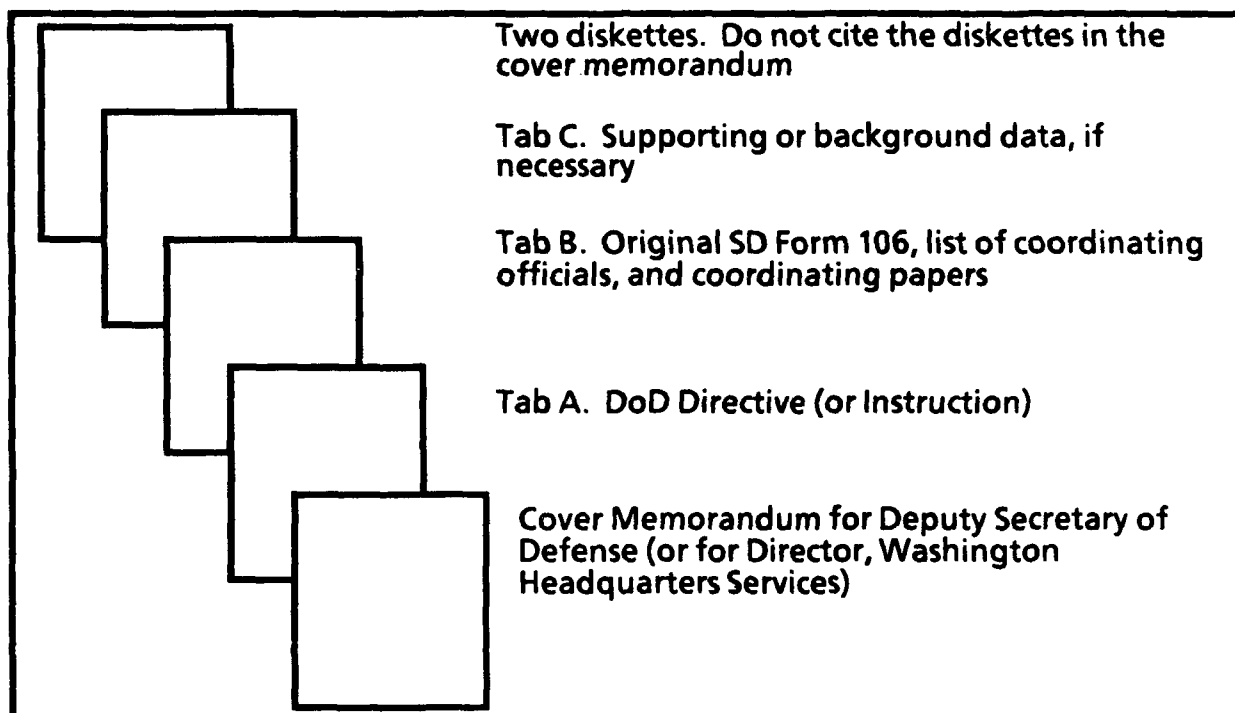 Two diskettes. Do not cite the diskettes in the
cover memorandum
Tab C. Supporting or background data, if
necessary
Tab B. Original SD Form 106, list of coordinating
officials, and coordinating papers
Tab A. DoD Directive (or Instruction)
Cover Memorandum for Deputy Secretary of
Defense (or for Director, Washington
Headquarters Services)